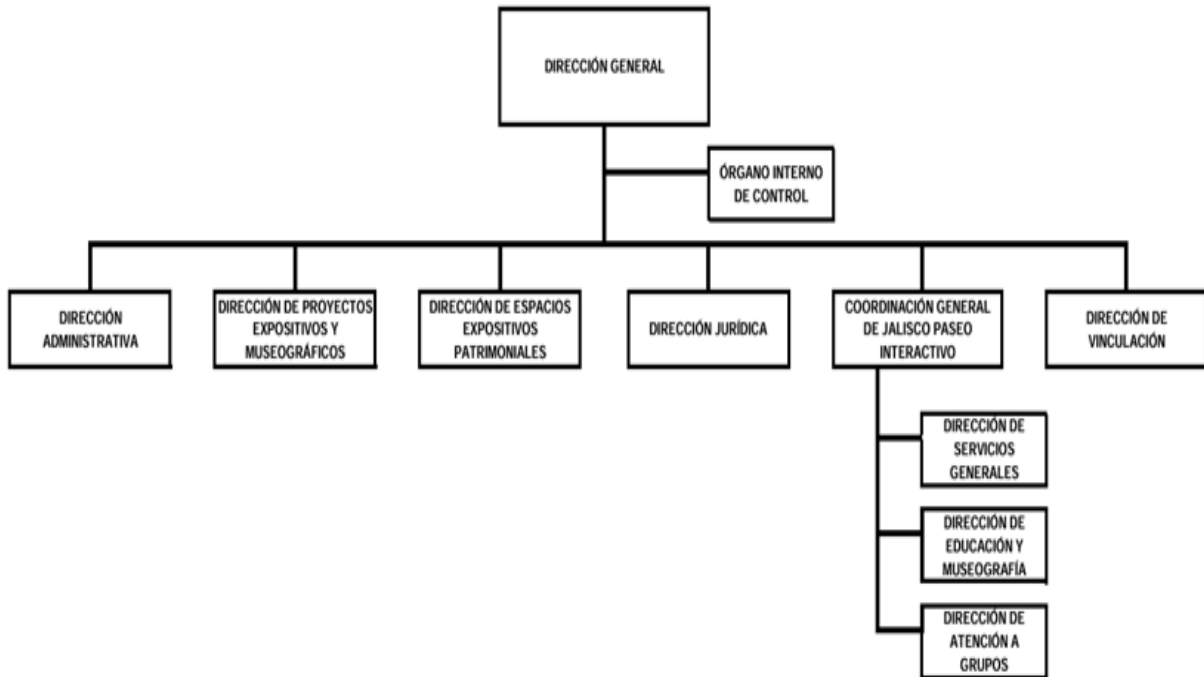 DIRECCIÓN GENERAL
ÓRGANO INTERNO
DE CONTROL
DIRECCIÓN
ADMINISTRATIVA
DIRECCIÓN DE PROYECTOS
EXPOSITIVOS Y
MUSEOGRÁFICOS
DIRECCIÓN DE ESPACIOS
EXPOSITIVOS
PATRIMONIALES
DIRECCIÓN JURÍDICA
COORDINACIÓN GENERAL
DE JALISCO PASEO
INTERACTIVO
DIRECCIÓN DE
VINCULACIÓN
DIRECCIÓN DE
SERVICIOS
GENERALES
DIRECCIÓN DE
EDUCACIÓN Y
MUSEOGRAFÍA
DIRECCIÓN DE
ATENCIÓN A
GRUPOS